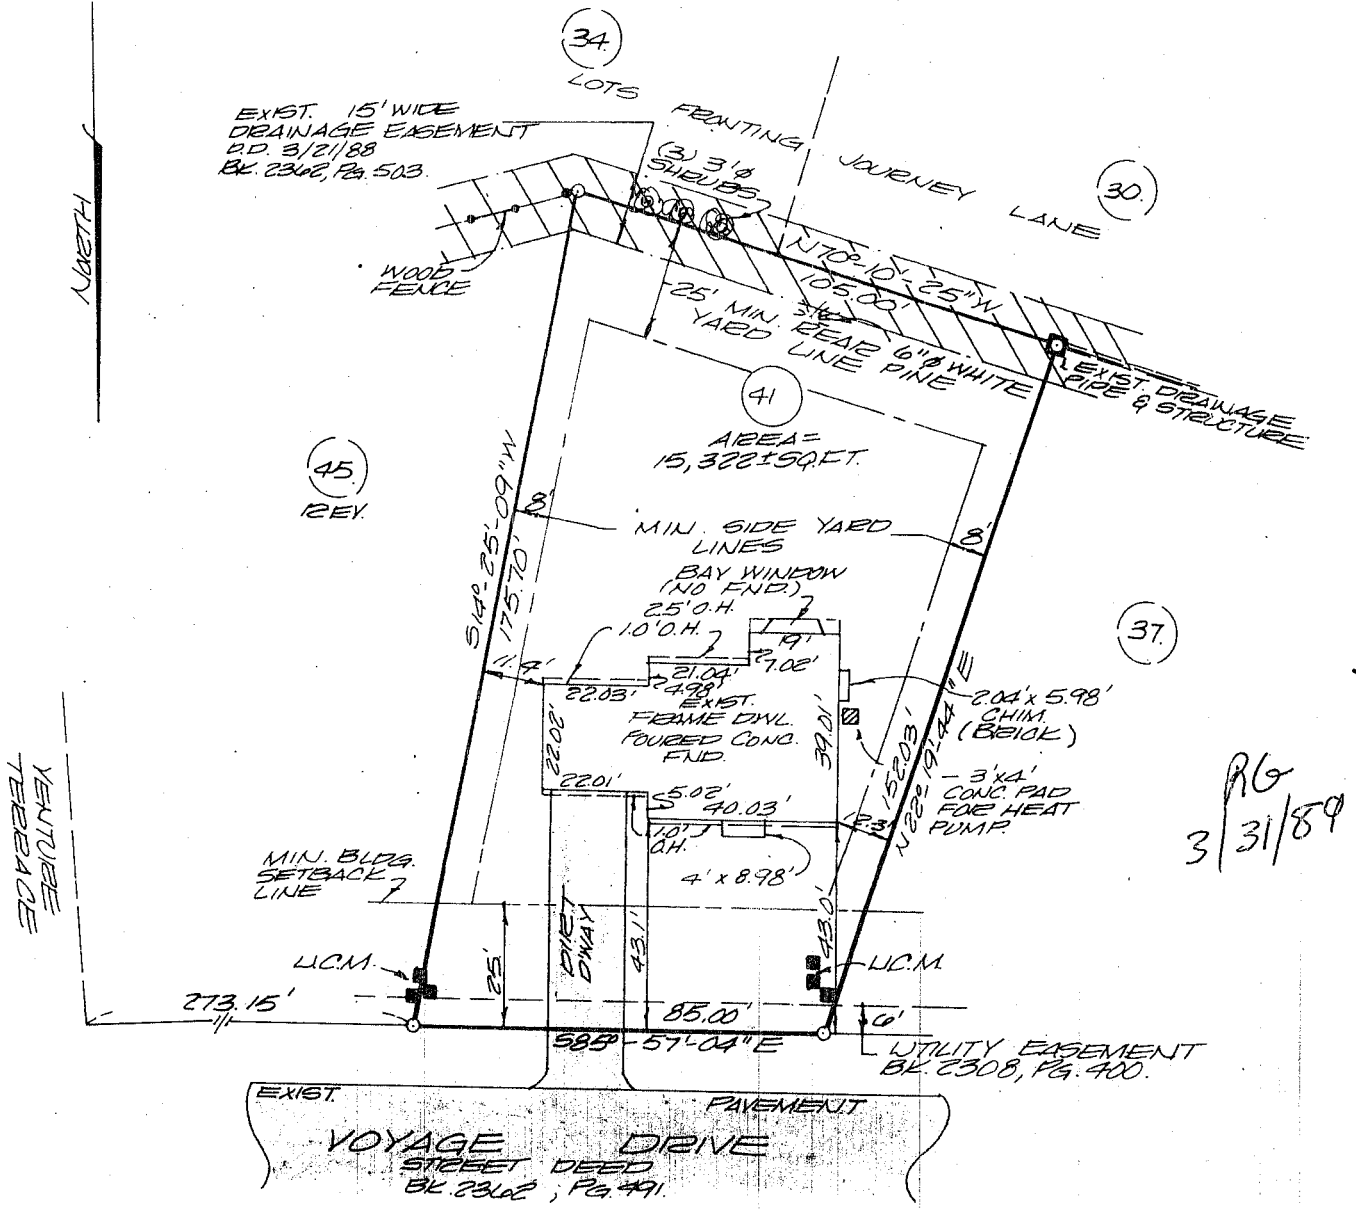 34.
LOTS FRONTING JOURNEY LANE
EXIST. 15' WIDE
DRAINAGE EASEMENT
D.D. 3/21/88
BK. 2362, PG. 503.
(3) 3'ø
SHRUBS
30.
NORTH
WOOD
FENCE
N70°-10'-25"W
105.00'
25' MIN. REAR
YARD LINE
6"ø WHITE
PINE
EXIST. DRAINAGE
PIPE & STRUCTURE
41
AREA=
15,322±SQ.FT.
45.
REV.
S14°-25'-09"W
175.70'
8'
MIN. SIDE YARD
LINES
8'
BAY WINDOW
(NO FND.)
2.5' O.H.
1.0' O.H.
19'
7.02'
21.04'
4.98'
22.03'
11.4'
37.
EXIST.
FRAME DWL.
POURED CONC.
FND.
22.02'
39.01'
2.04' x 5.98'
CHIM.
(BRICK)
152.03'
N22°-19'-44"E
3'x4'
CONC. PAD
FOR HEAT
PUMP.
22.01'
5.02'
40.03'
12.3'
1.0'
O.H.
4' x 8.98'
RG
3/31/89
VENTURE
TERRACE
MIN. BLDG.
SETBACK
LINE
DIRT
D'WAY
43.1'
43.0'
25'
U.C.M.
U.C.M.
273.15'
85.00'
S85°-57'-04"E
6'
UTILITY EASEMENT
BK. 2308, PG. 400.
EXIST. PAVEMENT
VOYAGE DRIVE
STREET DEED
BK. 2362, PG. 491.